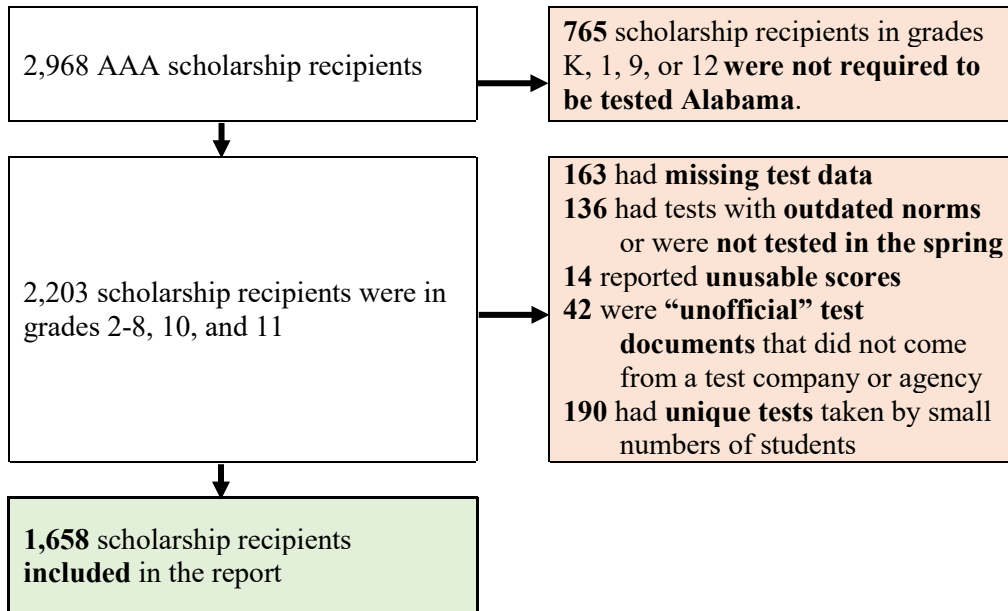 2,968 AAA scholarship recipients
765 scholarship recipients in grades
K, 1, 9, or 12 were not required to
be tested Alabama.
2,203 scholarship recipients were in
grades 2-8, 10, and 11
163 had missing test data
136 had tests with outdated norms
or were not tested in the spring
14 reported unusable scores
42 were “unofficial” test
documents that did not come
from a test company or agency
190 had unique tests taken by small
numbers of students
1,658 scholarship recipients
included in the report